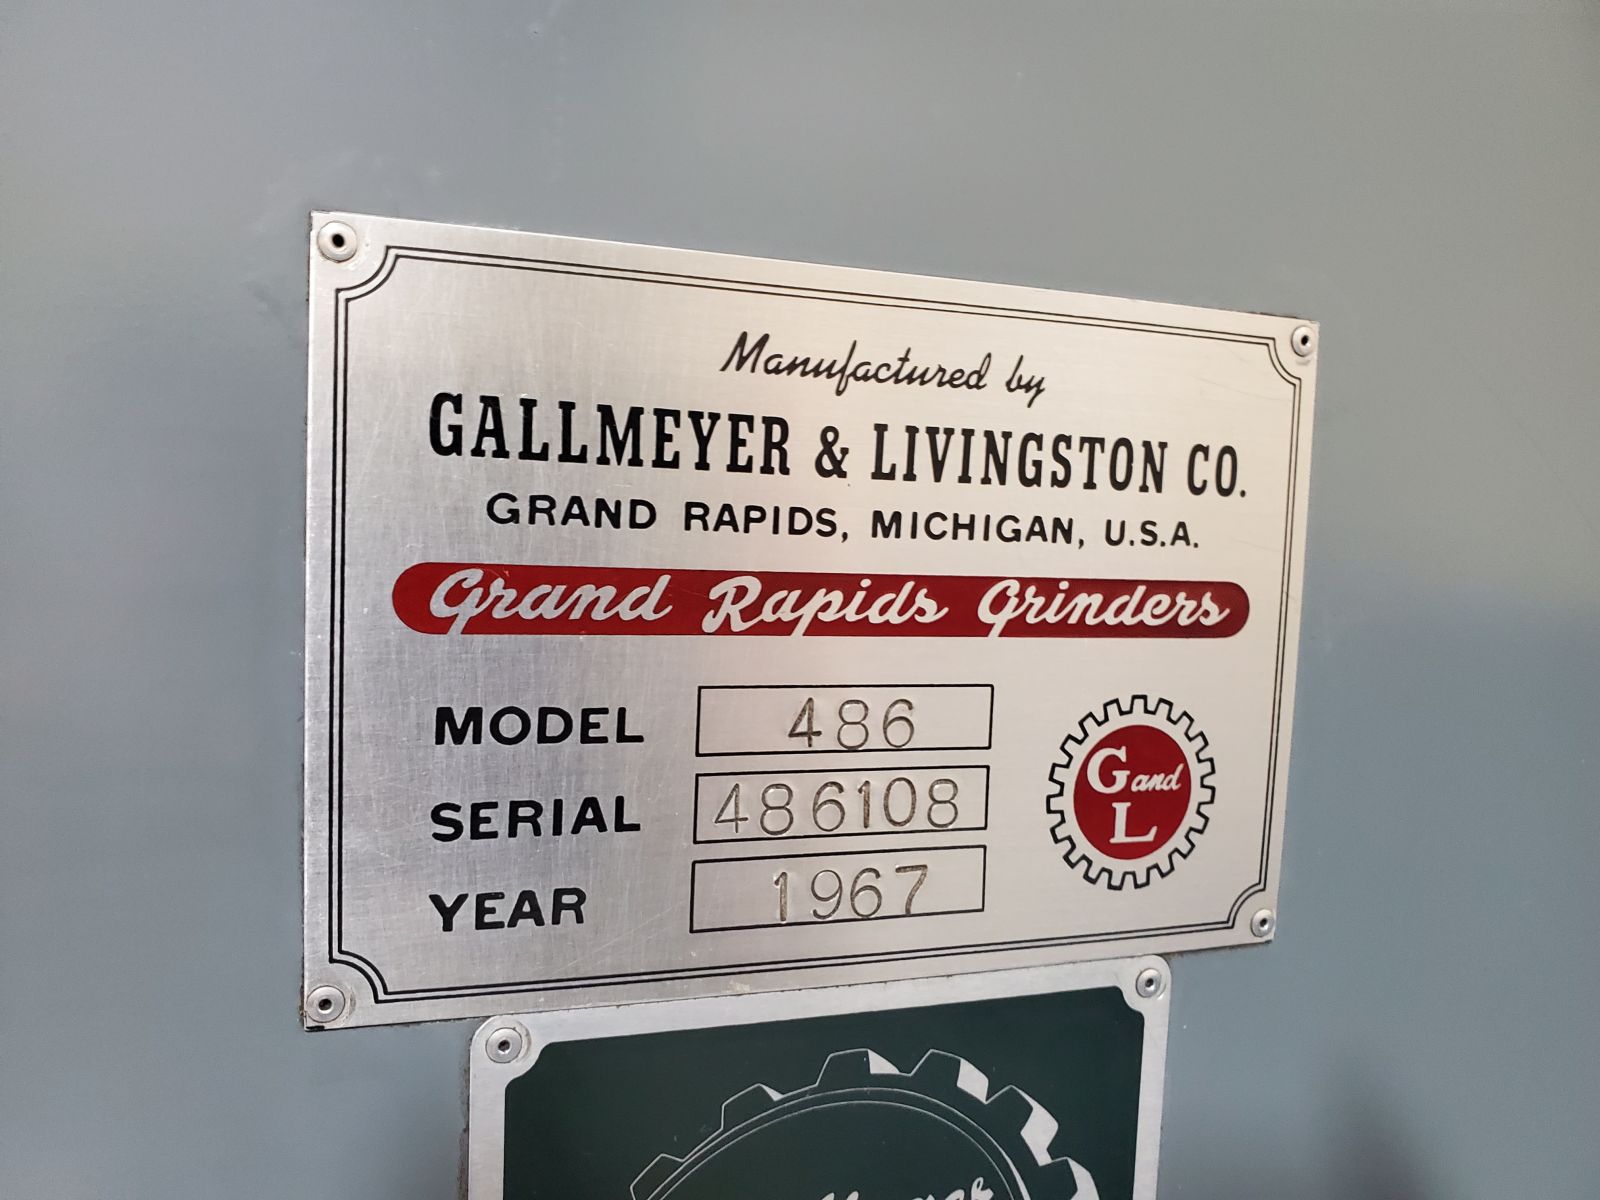 Manufactured by
GALLMEYER & LIVINGSTON CO.
GRAND RAPIDS, MICHIGAN, U.S.A.
Grand Rapids Grinders
MODEL 486
SERIAL 486108
YEAR 1967
G and
L